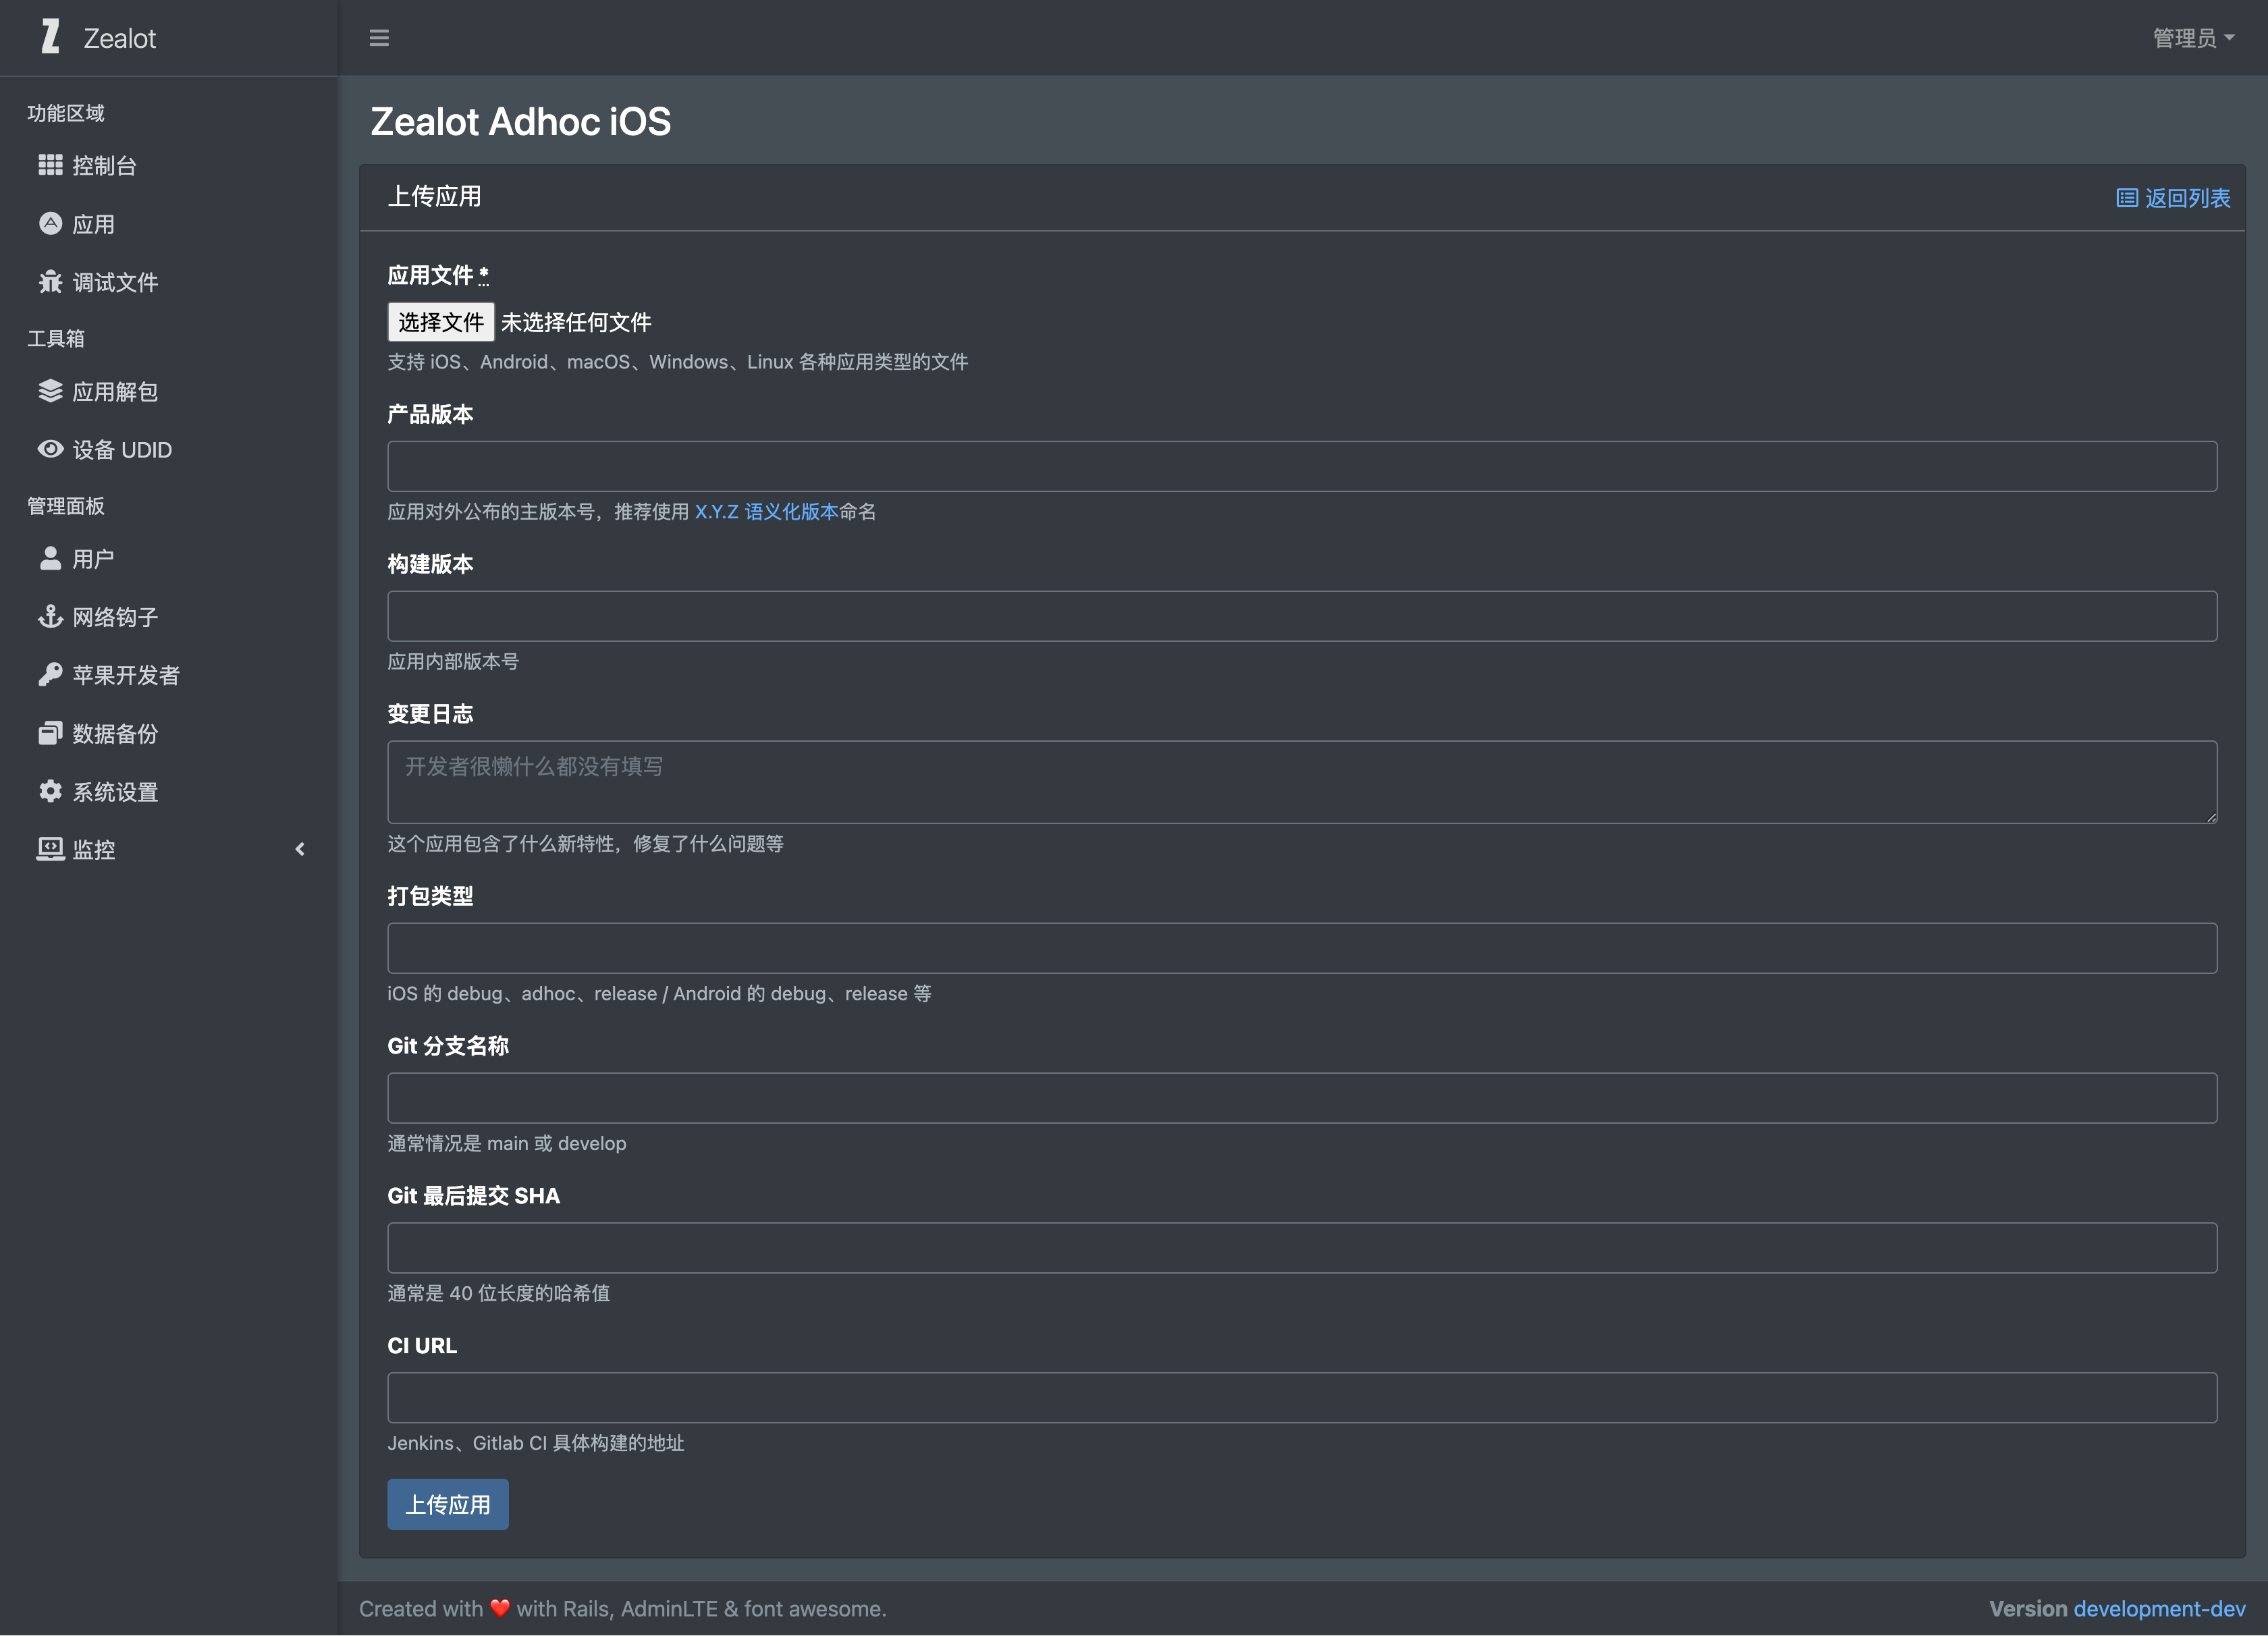 Zealot
管理员
功能区域
控制台
应用
调试文件
工具箱
应用解包
设备 UDID
管理面板
用户
网络钩子
苹果开发者
数据备份
系统设置
监控
Zealot Adhoc iOS
上传应用
返回列表
应用文件 *
选择文件 未选择任何文件
支持 iOS、Android、macOS、Windows、Linux 各种应用类型的文件
产品版本
应用对外公布的主版本号，推荐使用 X.Y.Z 语义化版本命名
构建版本
应用内部版本号
变更日志
开发者很懒什么都没有填写
这个应用包含了什么新特性，修复了什么问题等
打包类型
iOS 的 debug、adhoc、release / Android 的 debug、release 等
Git 分支名称
通常情况是 main 或 develop
Git 最后提交 SHA
通常是 40 位长度的哈希值
CI URL
Jenkins、Gitlab CI 具体构建的地址
上传应用
Created with ❤️ with Rails, AdminLTE & font awesome.
Version development-dev